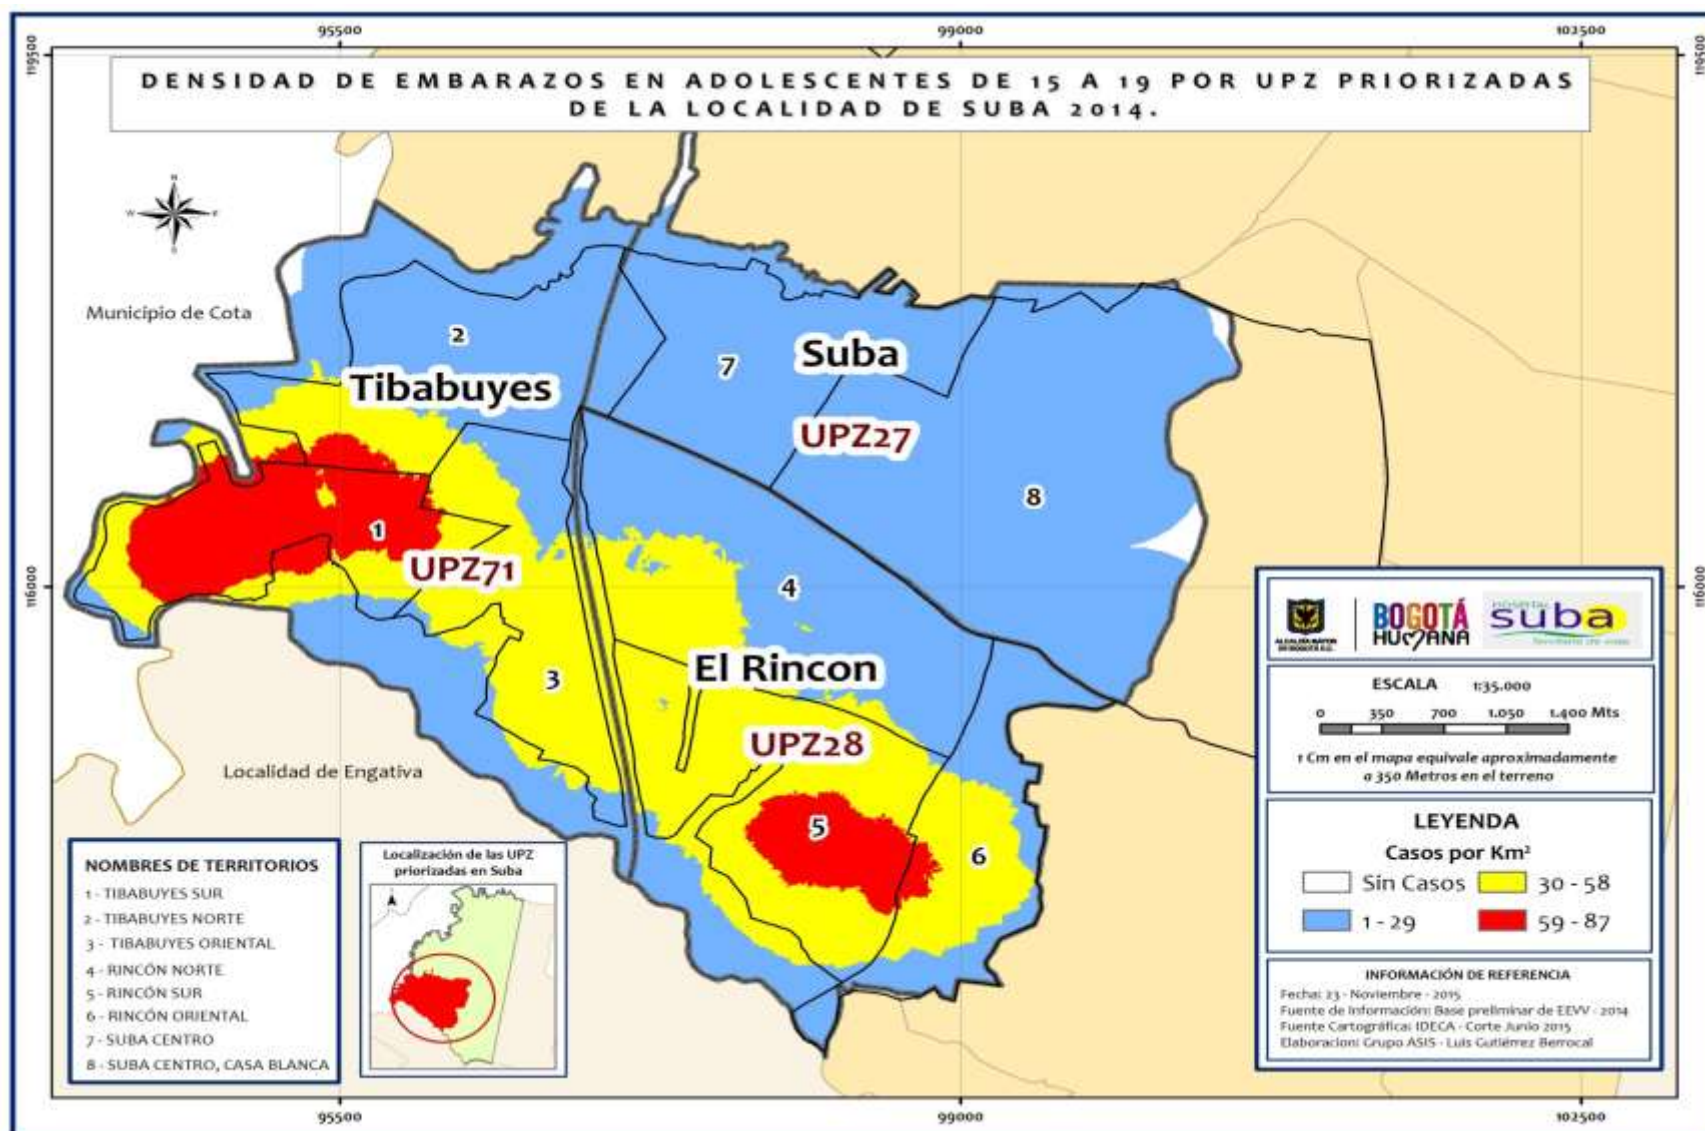 95500
99000
102500
119500
119500
DENSIDAD DE EMBARAZOS EN ADOLESCENTES DE 15 A 19 POR UPZ PRIORIZADAS
DE LA LOCALIDAD DE SUBA 2014.
N
W
E
S
Municipio de Cota
2
7
Suba
Tibabuyes
UPZ27
8
1
UPZ71
4
116000
116000
3
El Rincon
UPZ28
Localidad de Engativa
5
6
ALCALDÍA MAYOR
DE BOGOTÁ D.C.
BOGOTÁ
HUMANA
HOSPITAL
suba
ESCALA 1:35.000
0 350 700 1.050 1.400 Mts
1 Cm en el mapa equivale aproximadamente
a 350 Metros en el terreno
LEYENDA
Casos por Km²
Sin Casos 30 - 58
1 - 29 59 - 87
INFORMACIÓN DE REFERENCIA
Fecha: 23 - Noviembre - 2015
Fuente de Información: Base preliminar de EEVV - 2014
Fuente Cartográfica: IDECA - Corte Junio 2015
Elaboracion: Grupo ASIS - Luis Gutiérrez Berrocal
NOMBRES DE TERRITORIOS
1 - TIBABUYES SUR
2 - TIBABUYES NORTE
3 - TIBABUYES ORIENTAL
4 - RINCÓN NORTE
5 - RINCÓN SUR
6 - RINCÓN ORIENTAL
7 - SUBA CENTRO
8 - SUBA CENTRO, CASA BLANCA
Localización de las UPZ
priorizadas en Suba
95500
99000
102500